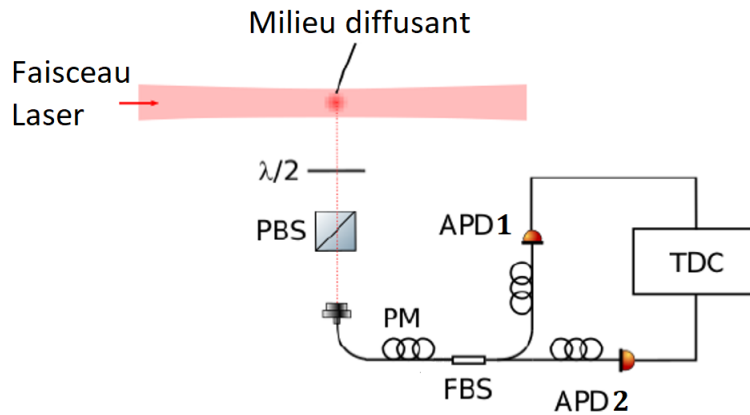 Milieu diffusant
Faisceau
Laser
λ/2
PBS
APD1
TDC
PM
FBS
APD2